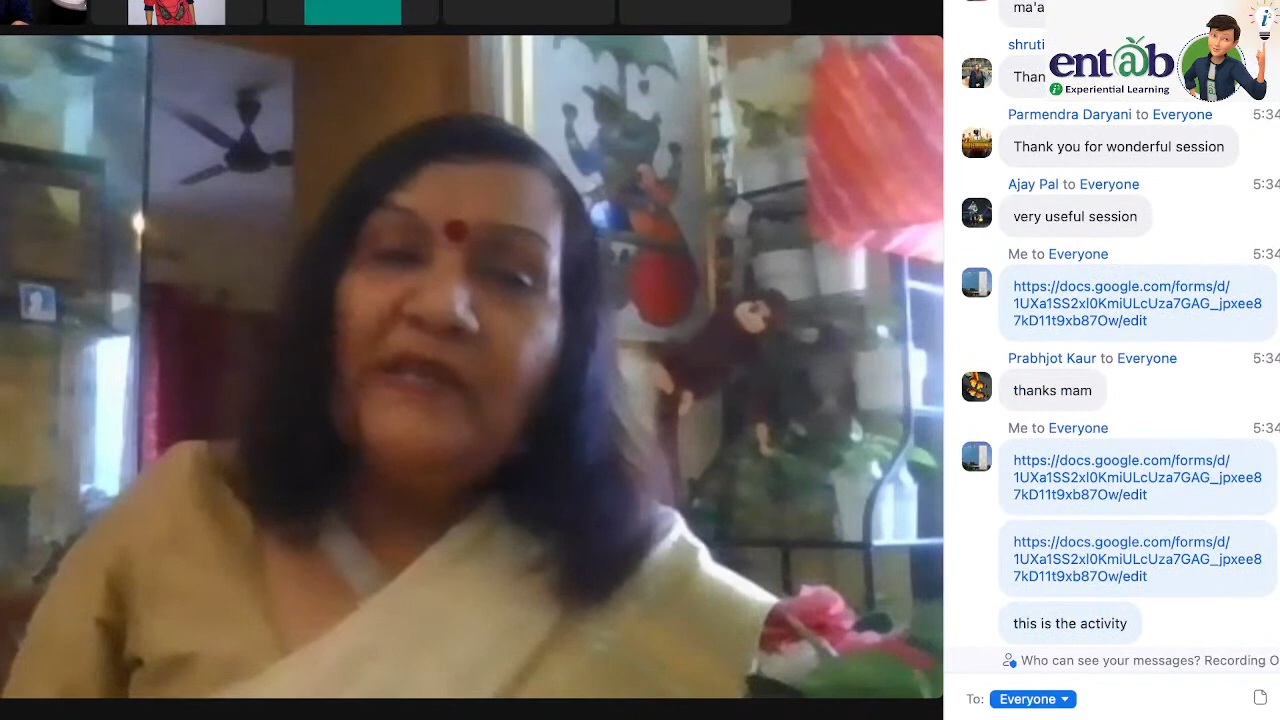 ma'a
shruti
Than
entab
Experiential Learning
Parmendra Daryani to Everyone 5:34
Thank you for wonderful session
Ajay Pal to Everyone 5:34
very useful session
Me to Everyone 5:34
https://docs.google.com/forms/d/
1UXa1SS2xl0KmiULcUza7GAG_jpxee8
7kD11t9xb87Ow/edit
Prabhjot Kaur to Everyone 5:34
thanks mam
Me to Everyone 5:34
https://docs.google.com/forms/d/
1UXa1SS2xl0KmiULcUza7GAG_jpxee8
7kD11t9xb87Ow/edit
https://docs.google.com/forms/d/
1UXa1SS2xl0KmiULcUza7GAG_jpxee8
7kD11t9xb87Ow/edit
this is the activity
Who can see your messages? Recording O
To: Everyone